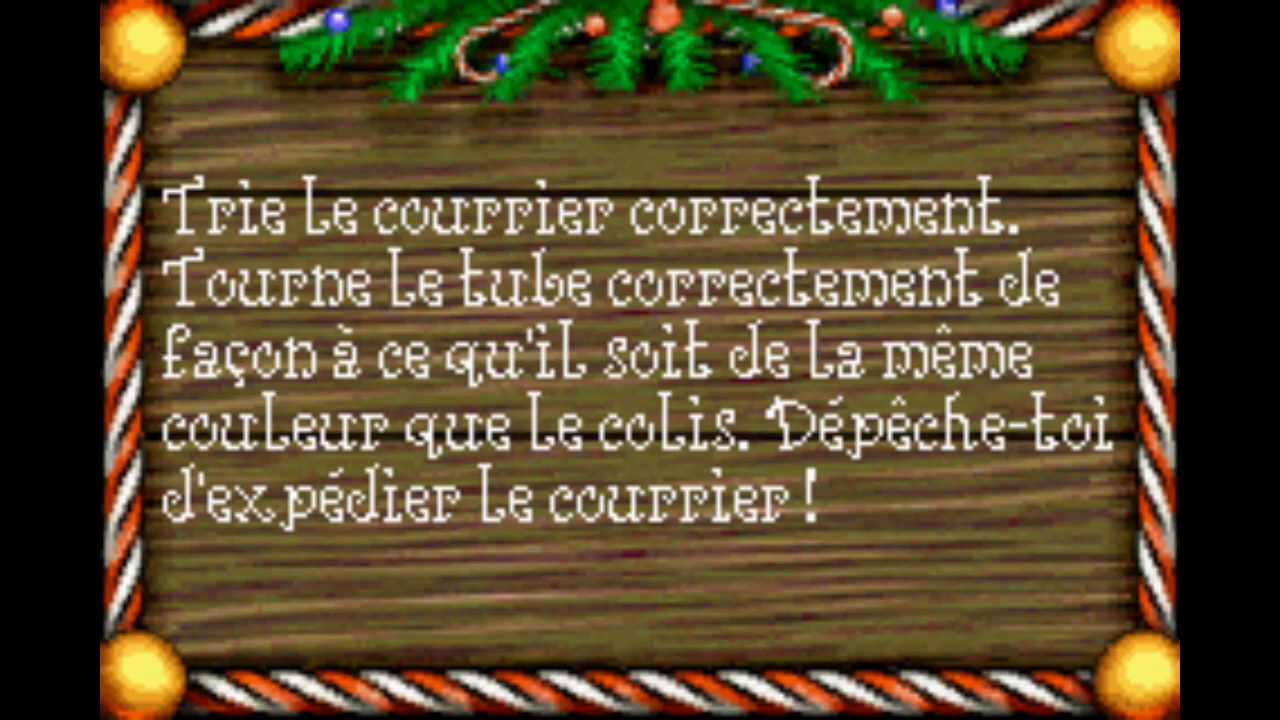 Trie le courrier correctement.
Tourne le tube correctement de
façon à ce qu'il soit de la même
couleur que le colis. Dépêche-toi
d'expédier le courrier !